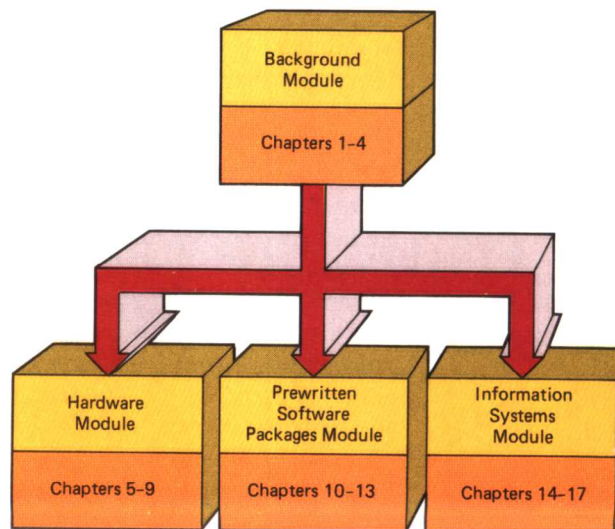 Background
Module
Chapters 1–4
Hardware
Module
Chapters 5–9
Prewritten
Software
Packages Module
Chapters 10–13
Information
Systems
Module
Chapters 14–17